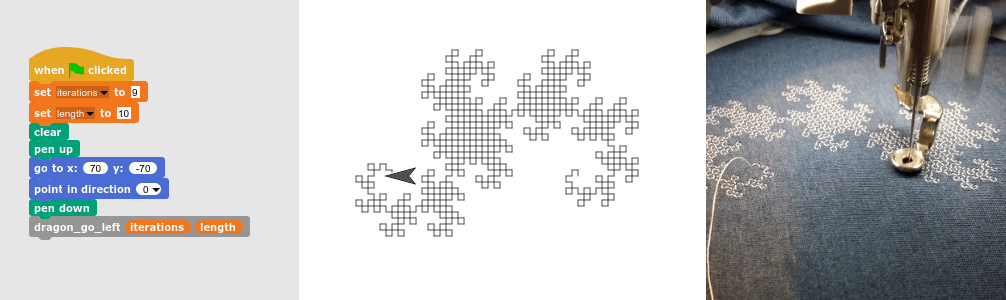 when clicked
set iterations to 9
set length to 10
clear
pen up
go to x: 70 y: -70
point in direction 0
pen down
dragon_go_left iterations length